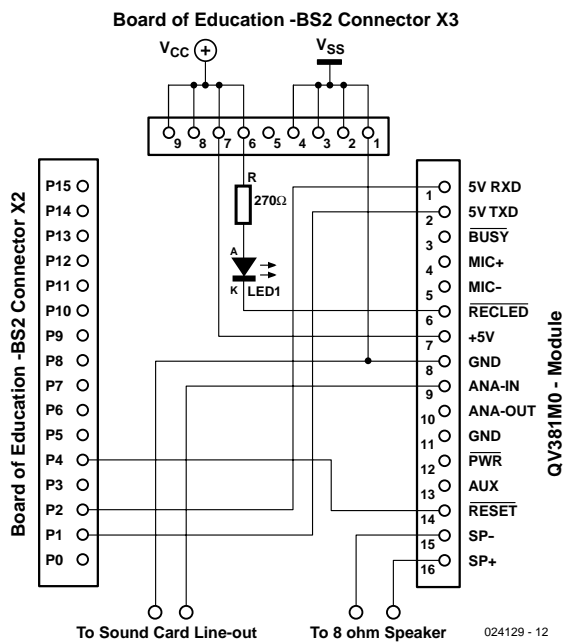 Board of Education -BS2 Connector X3
VCC
VSS
9 8 7 6 5 4 3 2 1
R
270Ω
A
K
LED1
Board of Education -BS2 Connector X2
P15
P14
P13
P12
P11
P10
P9
P8
P7
P6
P5
P4
P3
P2
P1
P0
1 5V RXD
2 5V TXD
3 BUSY
4 MIC+
5 MIC–
6 RECLED
7 +5V
8 GND
9 ANA-IN
10 ANA-OUT
11 GND
12 PWR
13 AUX
14 RESET
15 SP–
16 SP+
QV381M0 - Module
To Sound Card Line-out
To 8 ohm Speaker
024129 - 12